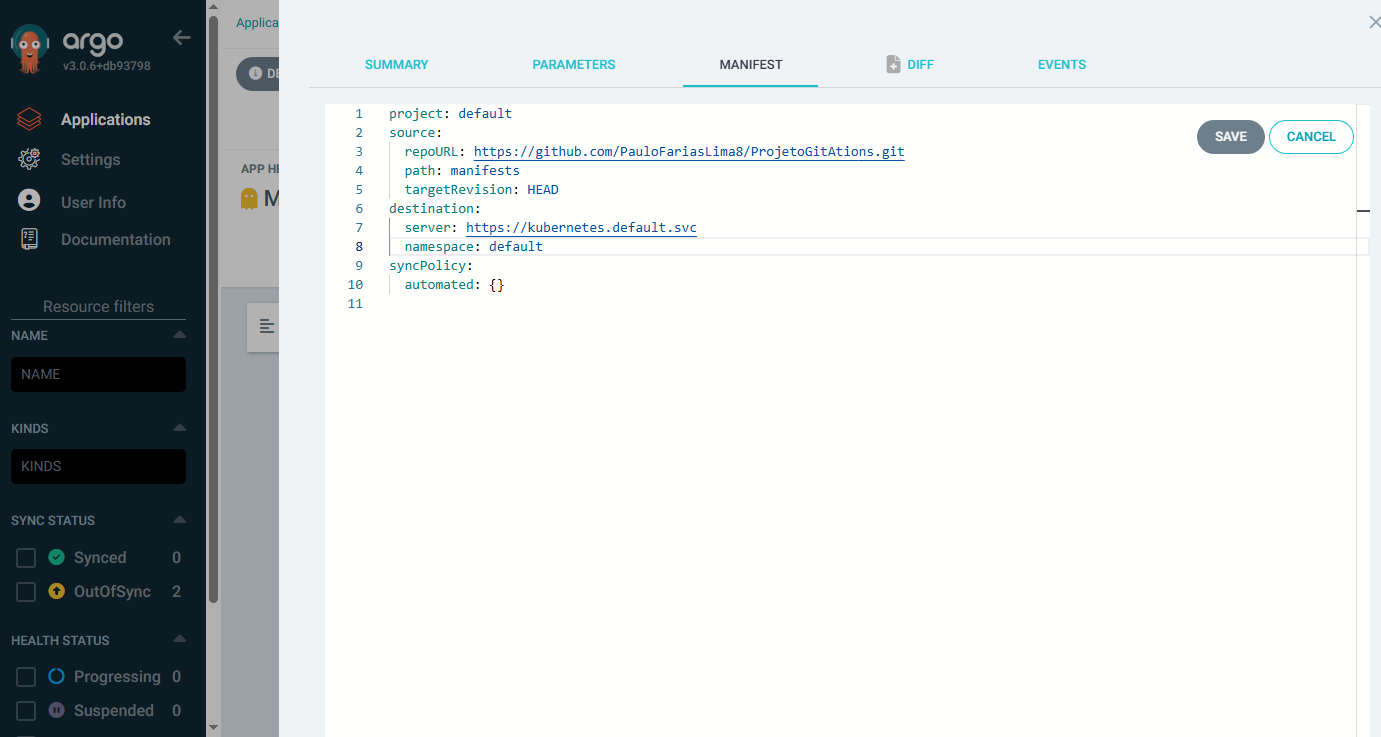 argo
v3.0.6+db93798
Applications
Settings
User Info
Documentation
Resource filters
NAME
NAME
KINDS
KINDS
SYNC STATUS
Synced 0
OutOfSync 2
HEALTH STATUS
Progressing 0
Suspended 0
Applica
DE
APP HE
M
SUMMARY
PARAMETERS
MANIFEST
DIFF
EVENTS
SAVE
CANCEL
1 project: default
2 source:
3 repoURL: https://github.com/PauloFariasLima8/ProjetoGitAtions.git
4 path: manifests
5 targetRevision: HEAD
6 destination:
7 server: https://kubernetes.default.svc
8 namespace: default
9 syncPolicy:
10 automated: {}
11